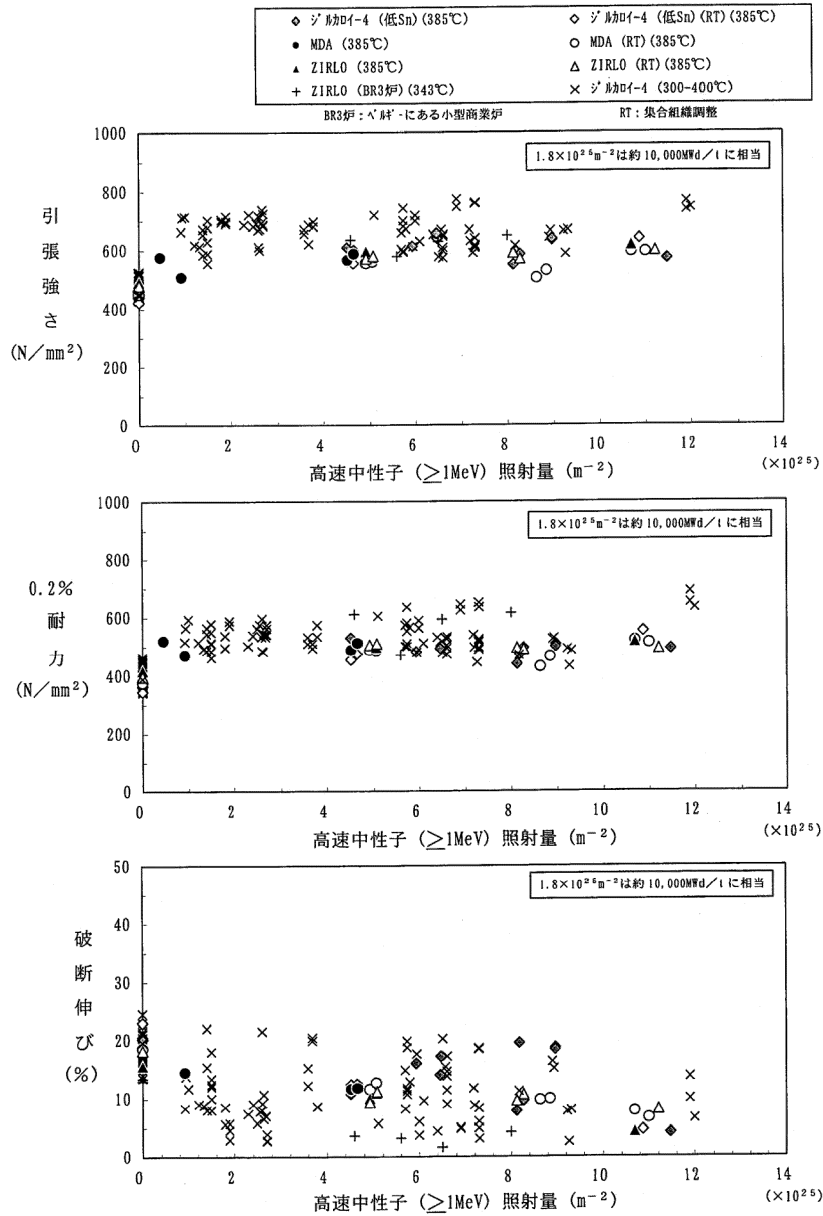 ジルカロイ-4 (低Sn)(385℃)
ジルカロイ-4 (低Sn)(RT)(385℃)
MDA (385℃)
MDA (RT)(385℃)
ZIRLO (385℃)
ZIRLO (RT)(385℃)
ZIRLO (BR3炉)(343℃)
ジルカロイ-4 (300-400℃)
BR3炉：ベルギーにある小型商業炉
RT：集合組織調整
1.8×10²⁵m⁻²は約10,000MWd/tに相当
引張強さ
(N/mm²)
1000
800
600
400
200
0
0 2 4 6 8 10 12 14
高速中性子 (≥1MeV) 照射量 (m⁻²)
(×10²⁵)
1.8×10²⁵m⁻²は約10,000MWd/tに相当
0.2%
耐力
(N/mm²)
1000
800
600
400
200
0
0 2 4 6 8 10 12 14
高速中性子 (≥1MeV) 照射量 (m⁻²)
(×10²⁵)
1.8×10²⁵m⁻²は約10,000MWd/tに相当
破断伸び
(%)
50
40
30
20
10
0
0 2 4 6 8 10 12 14
高速中性子 (≥1MeV) 照射量 (m⁻²)
(×10²⁵)